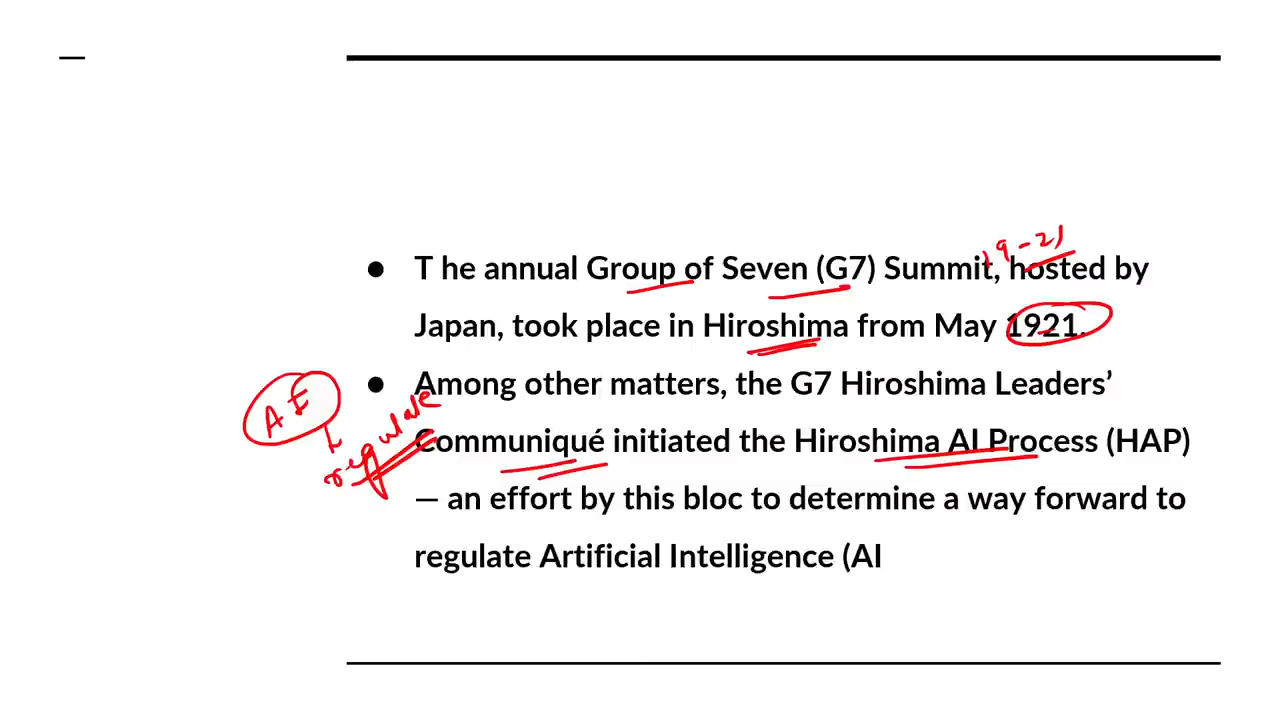 19-21
● T he annual Group of Seven (G7) Summit, hosted by
Japan, took place in Hiroshima from May 1921.
● Among other matters, the G7 Hiroshima Leaders’
Communiqué initiated the Hiroshima AI Process (HAP)
— an effort by this bloc to determine a way forward to
regulate Artificial Intelligence (AI
AI
regulate